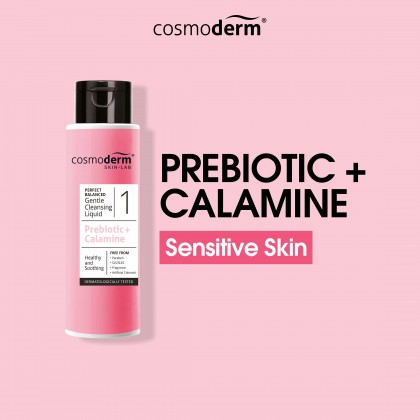 cosmoderm®
PREBIOTIC +
CALAMINE
Sensitive Skin
cosmoderm®
SKIN+LAB
PERFECT
BALANCED
Gentle
Cleansing
Liquid
1
Prebiotic+
Calamine
Healthy
and
Soothing
FREE FROM
• Paraben
• SLS/SLES
• Fragrance
• Artificial Colorant
DERMATOLOGICALLY TESTED